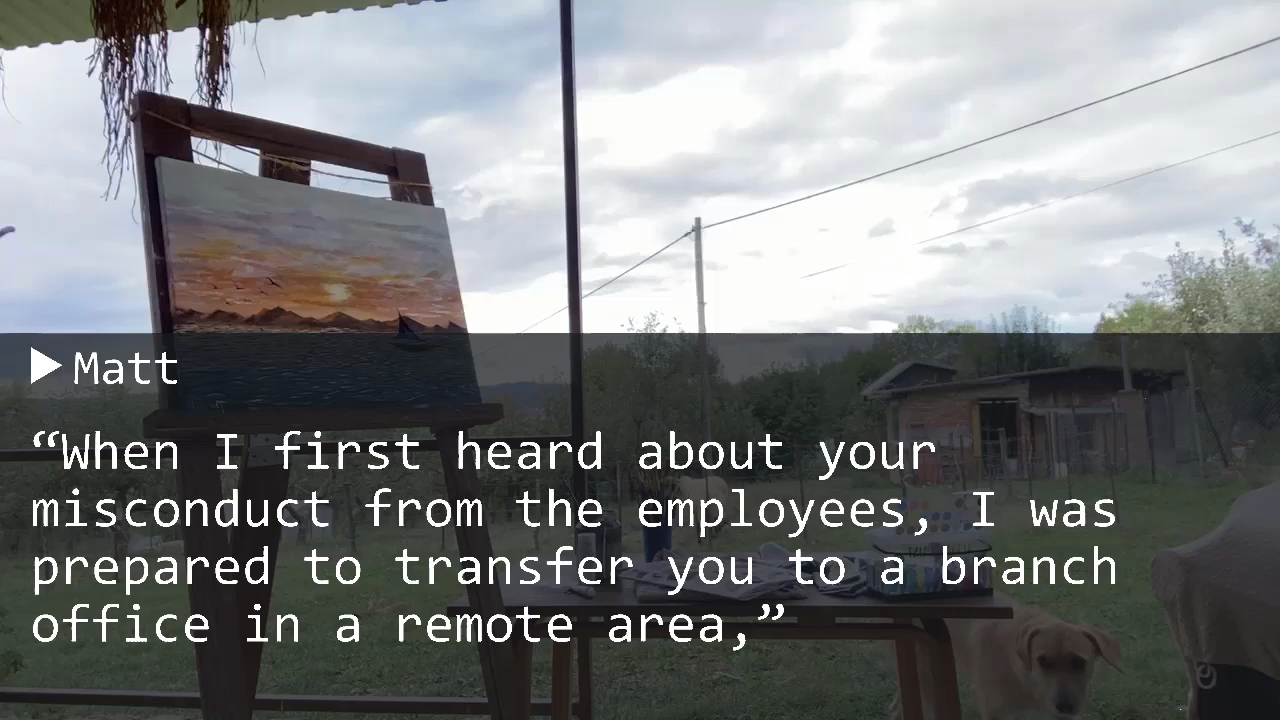 ▶Matt
“When I first heard about your
misconduct from the employees, I was
prepared to transfer you to a branch
office in a remote area,”